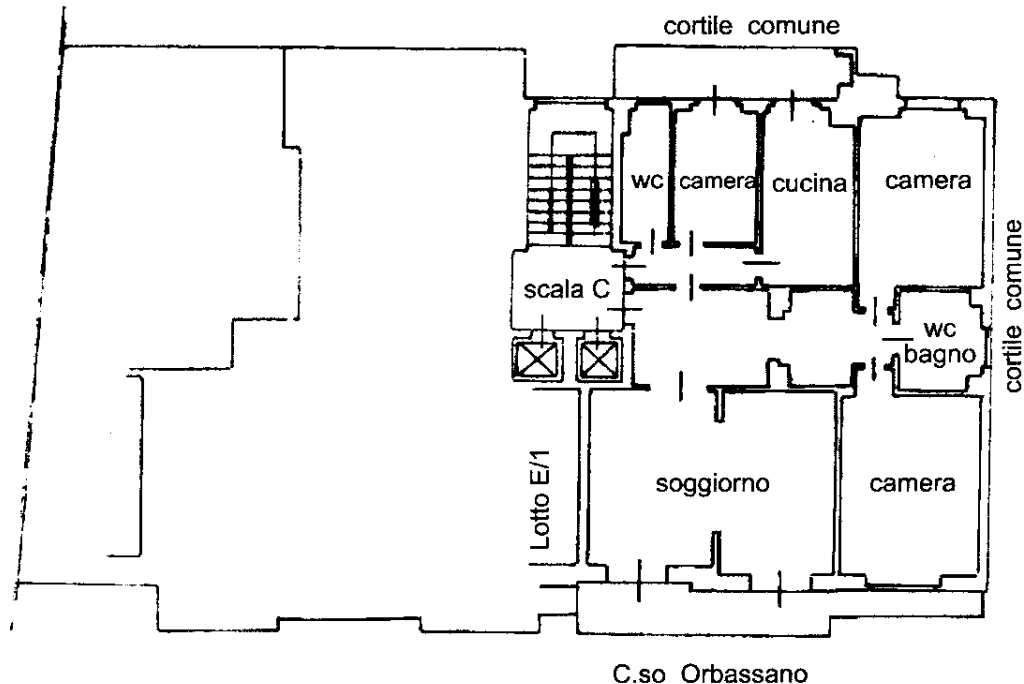 cortile comune
wc
camera
cucina
camera
scala C
wc
bagno
cortile comune
Lotto E/1
soggiorno
camera
C.so Orbassano